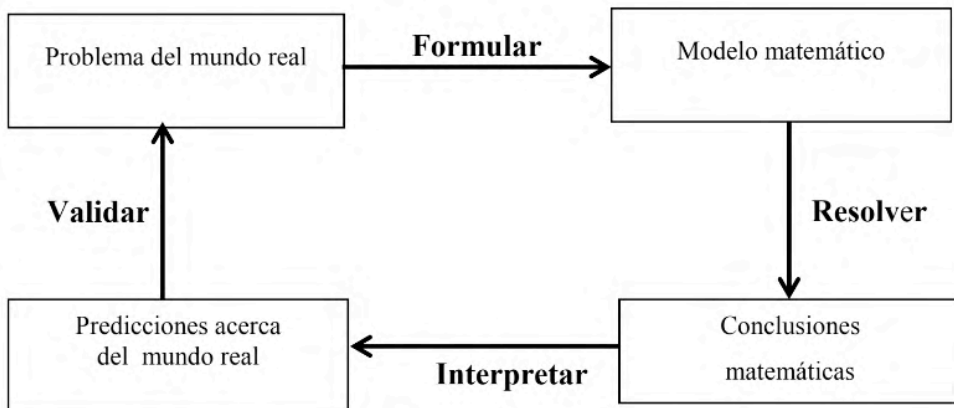 Problema del mundo real
Formular
Modelo matemático
Validar
Resolver
Predicciones acerca
del mundo real
Interpretar
Conclusiones
matemáticas